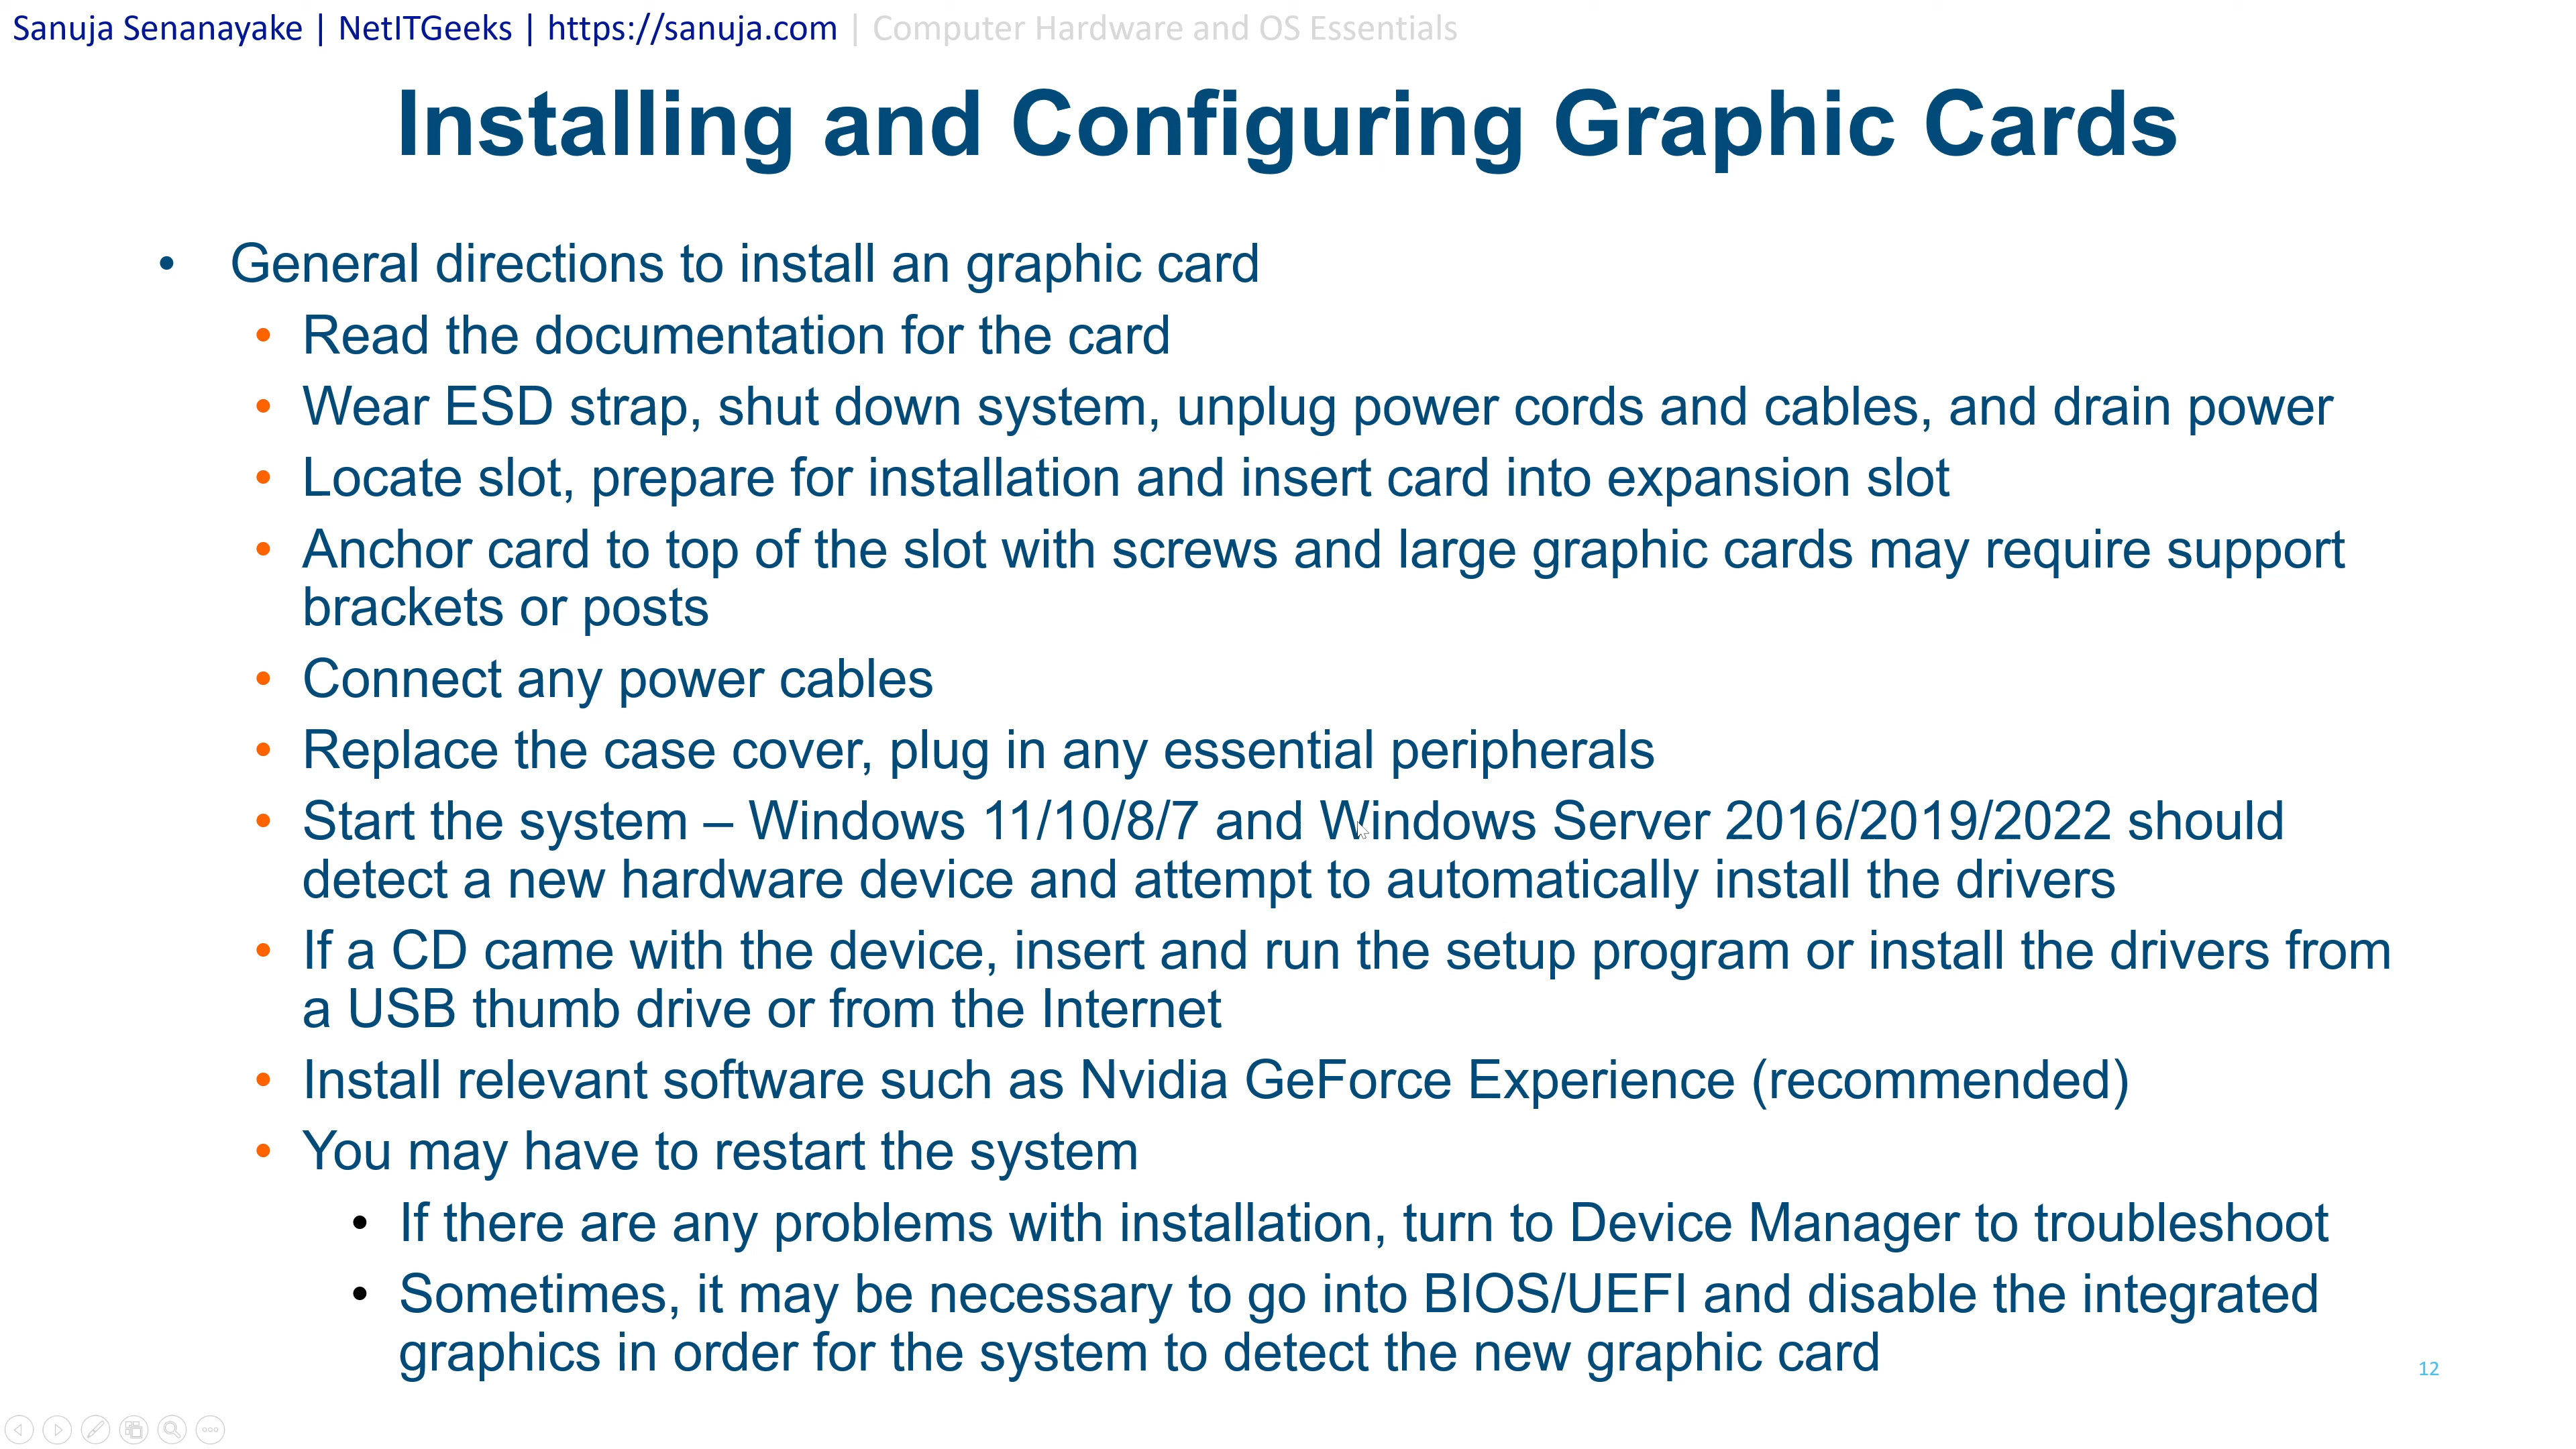 Sanuja Senanayake | NetITGeeks | https://sanuja.com | Computer Hardware and OS Essentials
Installing and Configuring Graphic Cards
• General directions to install an graphic card
• Read the documentation for the card
• Wear ESD strap, shut down system, unplug power cords and cables, and drain power
• Locate slot, prepare for installation and insert card into expansion slot
• Anchor card to top of the slot with screws and large graphic cards may require support
brackets or posts
• Connect any power cables
• Replace the case cover, plug in any essential peripherals
• Start the system – Windows 11/10/8/7 and Windows Server 2016/2019/2022 should
detect a new hardware device and attempt to automatically install the drivers
• If a CD came with the device, insert and run the setup program or install the drivers from
a USB thumb drive or from the Internet
• Install relevant software such as Nvidia GeForce Experience (recommended)
• You may have to restart the system
• If there are any problems with installation, turn to Device Manager to troubleshoot
• Sometimes, it may be necessary to go into BIOS/UEFI and disable the integrated
graphics in order for the system to detect the new graphic card
12